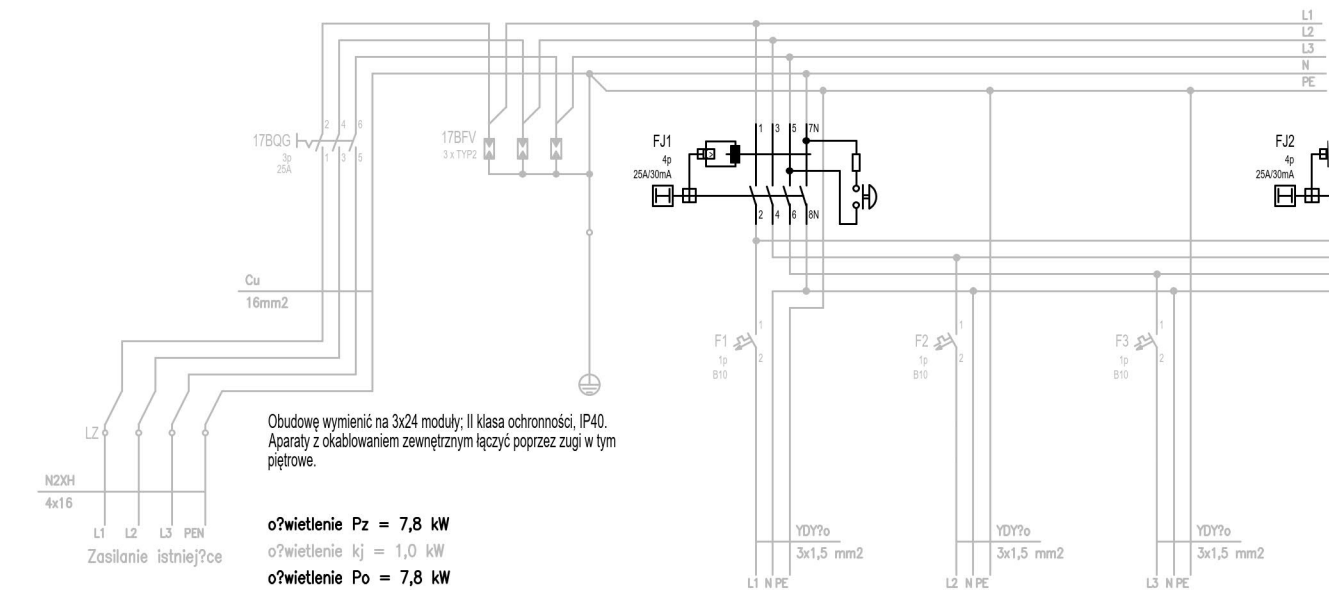 L1
L2
L3
N
PE
17BQG
3p
25A
2 4 6
1 3 5
17BFV
3 x TYP2
FJ1
4p
25A/30mA
1 3 5 7N
2 4 6 8N
FJ2
4p
25A/30mA
Cu
16mm2
F1
1p
B10
1
2
F2
1p
B10
1
2
F3
1p
B10
1
2
LZ
N2XH
4x16
L1 L2 L3 PEN
Zasilanie istniej?ce
Obudowę wymienić na 3x24 moduły; II klasa ochronności, IP40.
Aparaty z okablowaniem zewnętrznym łączyć poprzez zugi w tym
piętrowe.
o?wietlenie Pz = 7,8 kW
o?wietlenie kj = 1,0 kW
o?wietlenie Po = 7,8 kW
YDY?o
3x1,5 mm2
L1 N PE
YDY?o
3x1,5 mm2
L2 N PE
YDY?o
3x1,5 mm2
L3 N PE